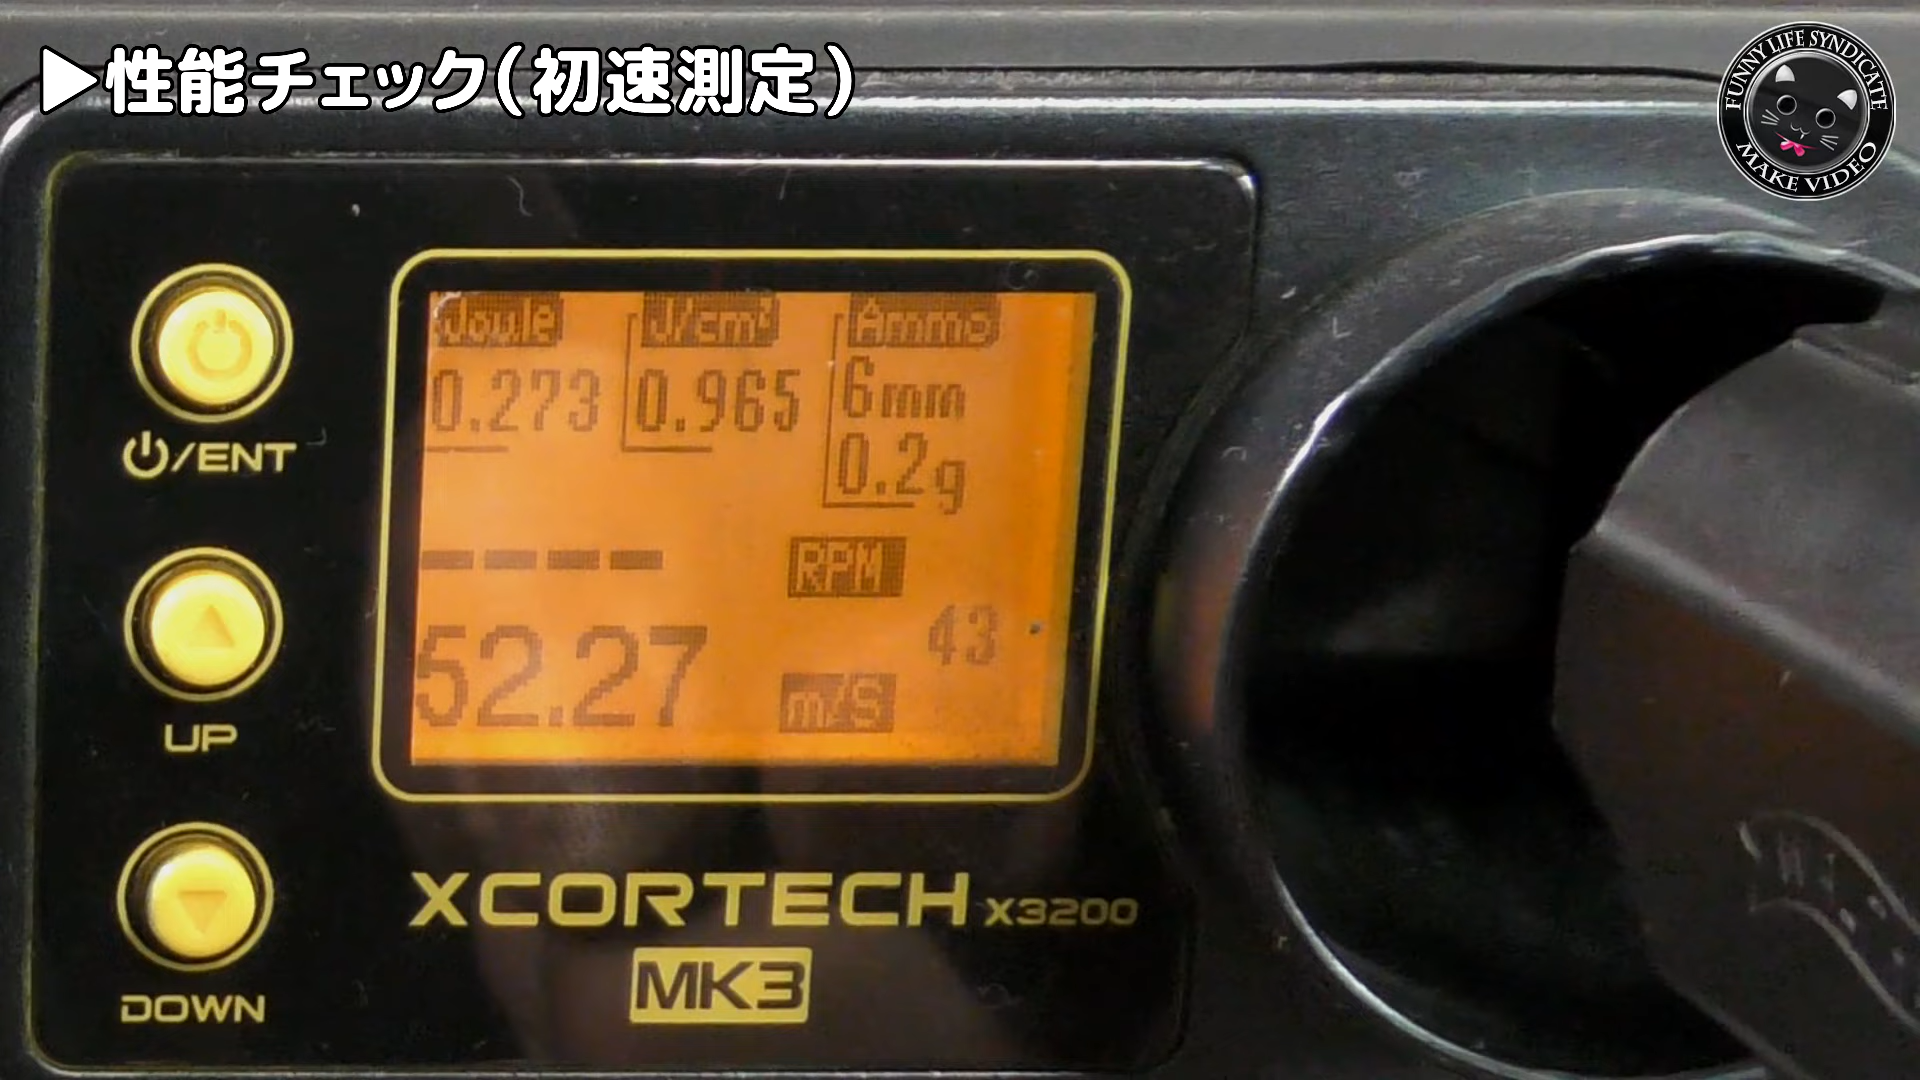 ▶性能チェック(初速測定)
FUNNY LIFE SYNDICATE
MAKE VIDEO
Joule J/cm² Ammo
0.273 0.965 6mm
0.2g
---- RPM
43
52.27 m/S
⏻/ENT
UP
DOWN
XCORTECH X3200
MK3